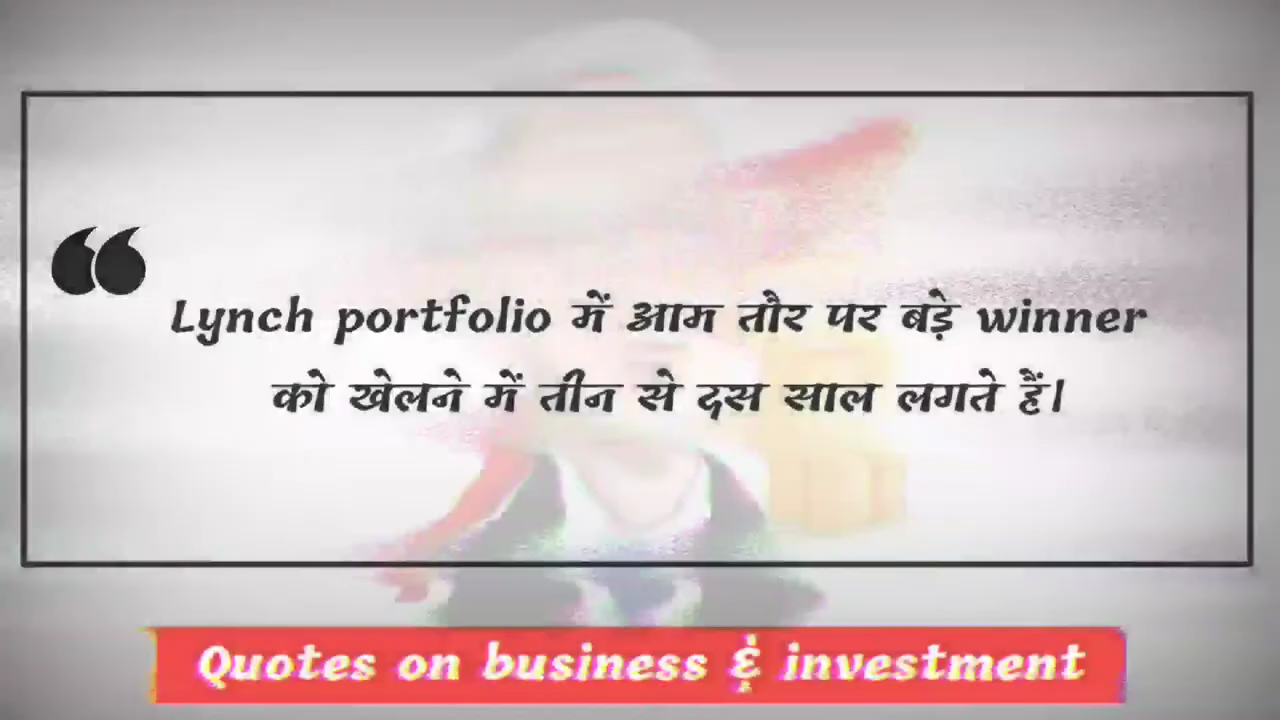 “
Lynch portfolio में आम तौर पर बड़े winner
को खेलने में तीन से दस साल लगते हैं।
Quotes on business & investment